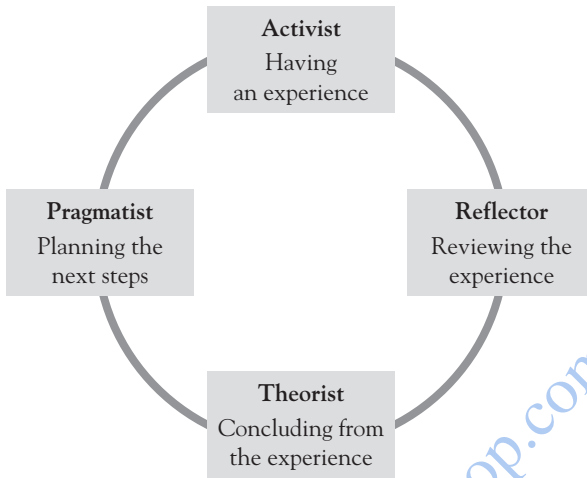 Activist
Having
an experience
Pragmatist
Planning the
next steps
Reflector
Reviewing the
experience
Theorist
Concluding from
the experience